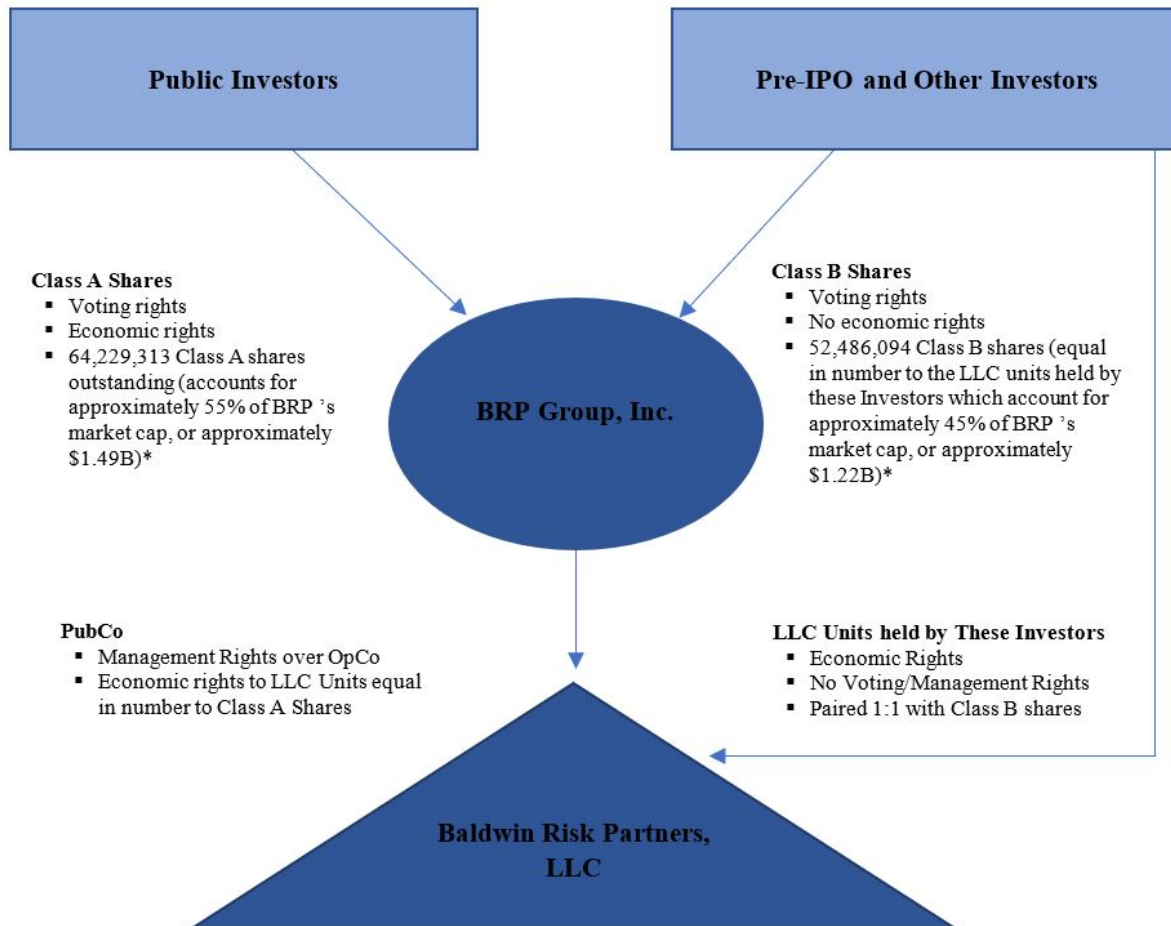 Public Investors
Pre-IPO and Other Investors
Class A Shares
▪ Voting rights
▪ Economic rights
▪ 64,229,313 Class A shares
outstanding (accounts for
approximately 55% of BRP ’s
market cap, or approximately
$1.49B)*
Class B Shares
▪ Voting rights
▪ No economic rights
▪ 52,486,094 Class B shares (equal
in number to the LLC units held by
these Investors which account for
approximately 45% of BRP ’s
market cap, or approximately
$1.22B)*
BRP Group, Inc.
PubCo
▪ Management Rights over OpCo
▪ Economic rights to LLC Units equal
in number to Class A Shares
LLC Units held by These Investors
▪ Economic Rights
▪ No Voting/Management Rights
▪ Paired 1:1 with Class B shares
Baldwin Risk Partners,
LLC